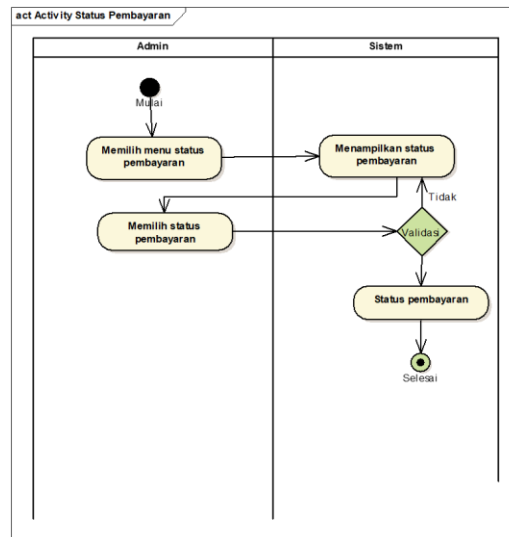 act Activity Status Pembayaran
Admin
Sistem
Mulai
Memilih menu status
pembayaran
Menampilkan status
pembayaran
Tidak
Memilih status
pembayaran
Validasi
Status pembayaran
Selesai